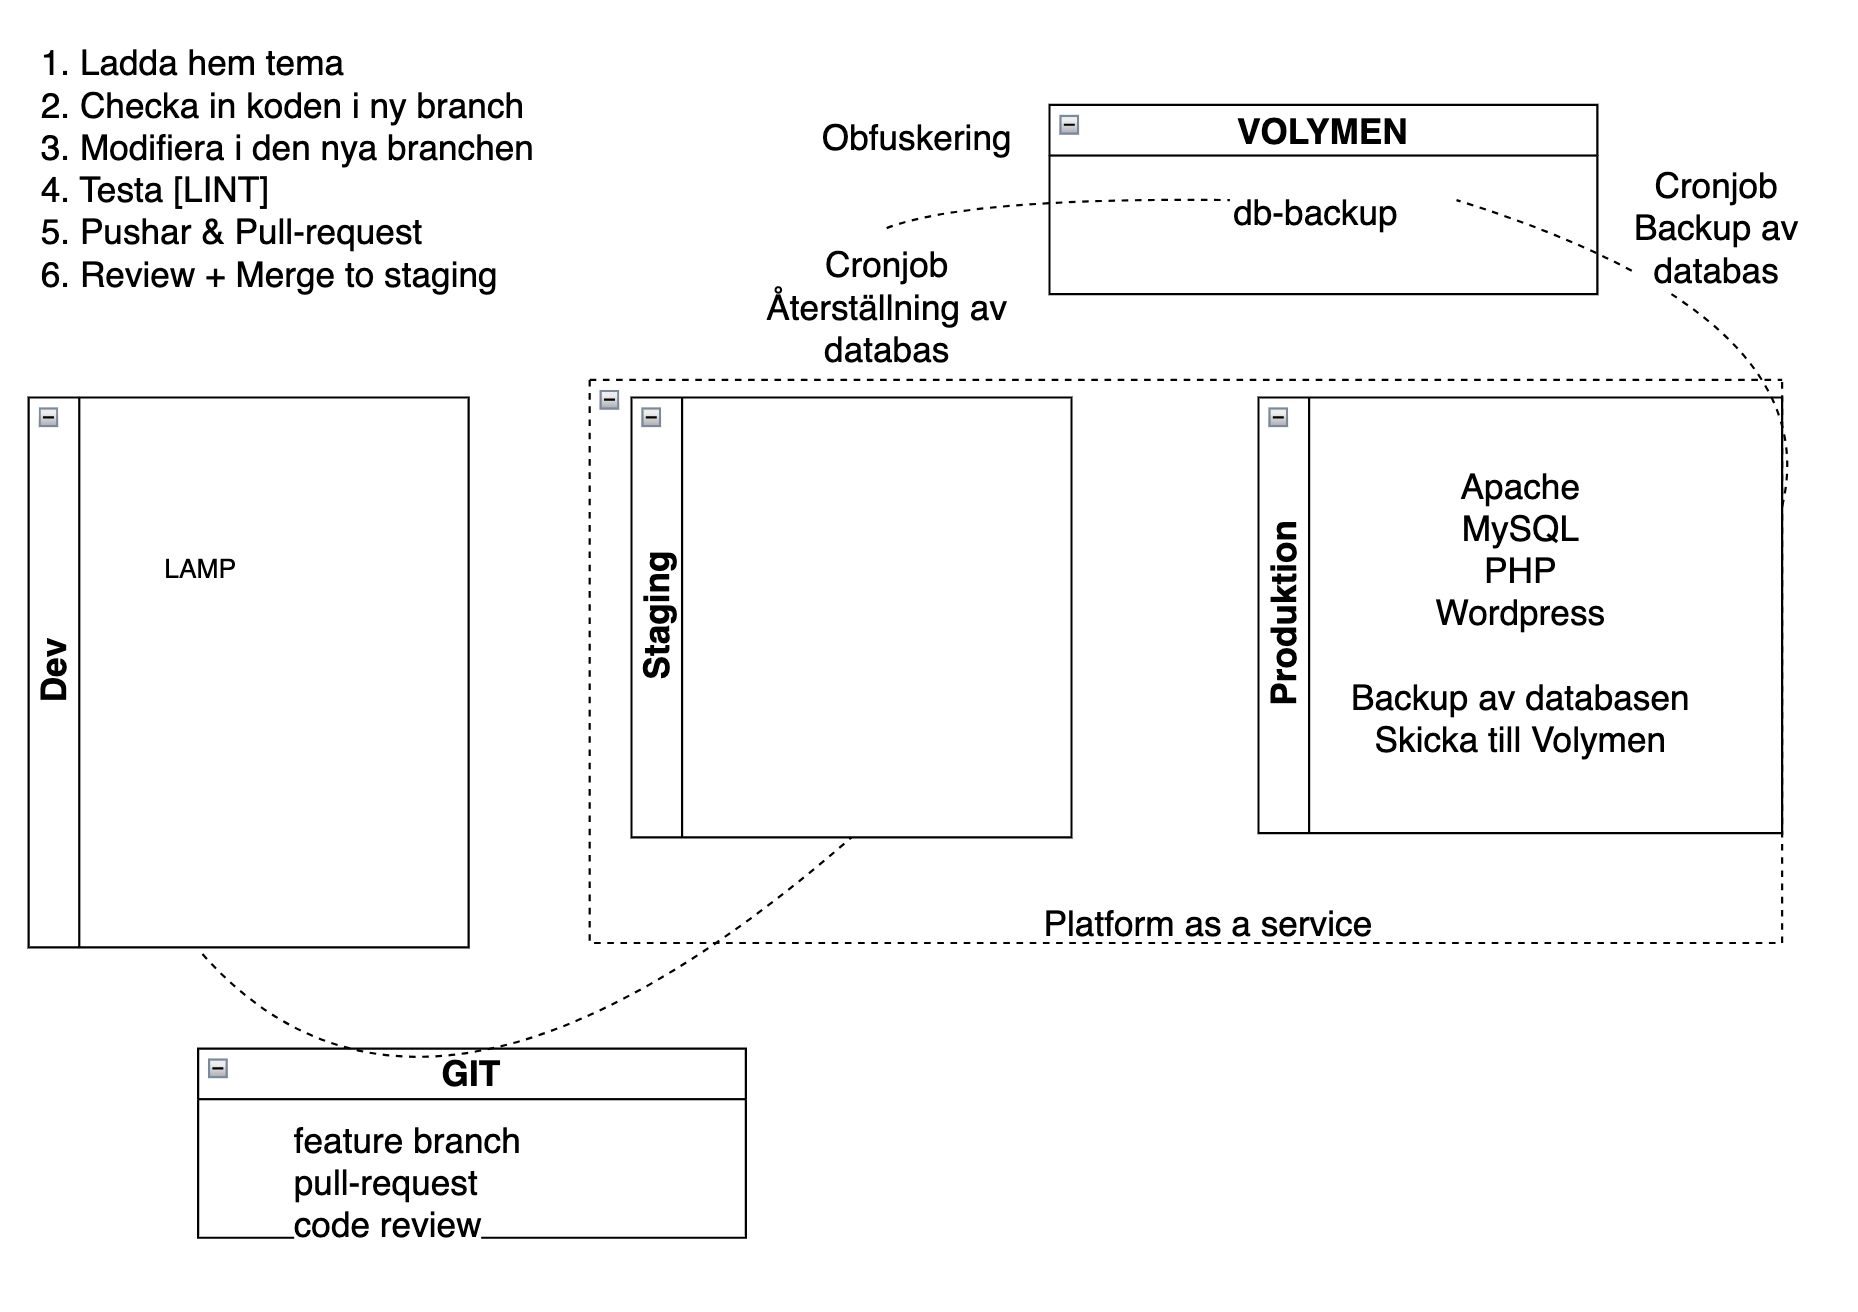 1. Ladda hem tema
2. Checka in koden i ny branch
3. Modifiera i den nya branchen
4. Testa [LINT]
5. Pushar & Pull-request
6. Review + Merge to staging
Obfuskering
VOLYMEN
db-backup
Cronjob
Backup av
databas
Cronjob
Återställning av
databas
Dev
LAMP
Staging
Produktion
Apache
MySQL
PHP
Wordpress
Backup av databasen
Skicka till Volymen
Platform as a service
GIT
feature branch
pull-request
code review